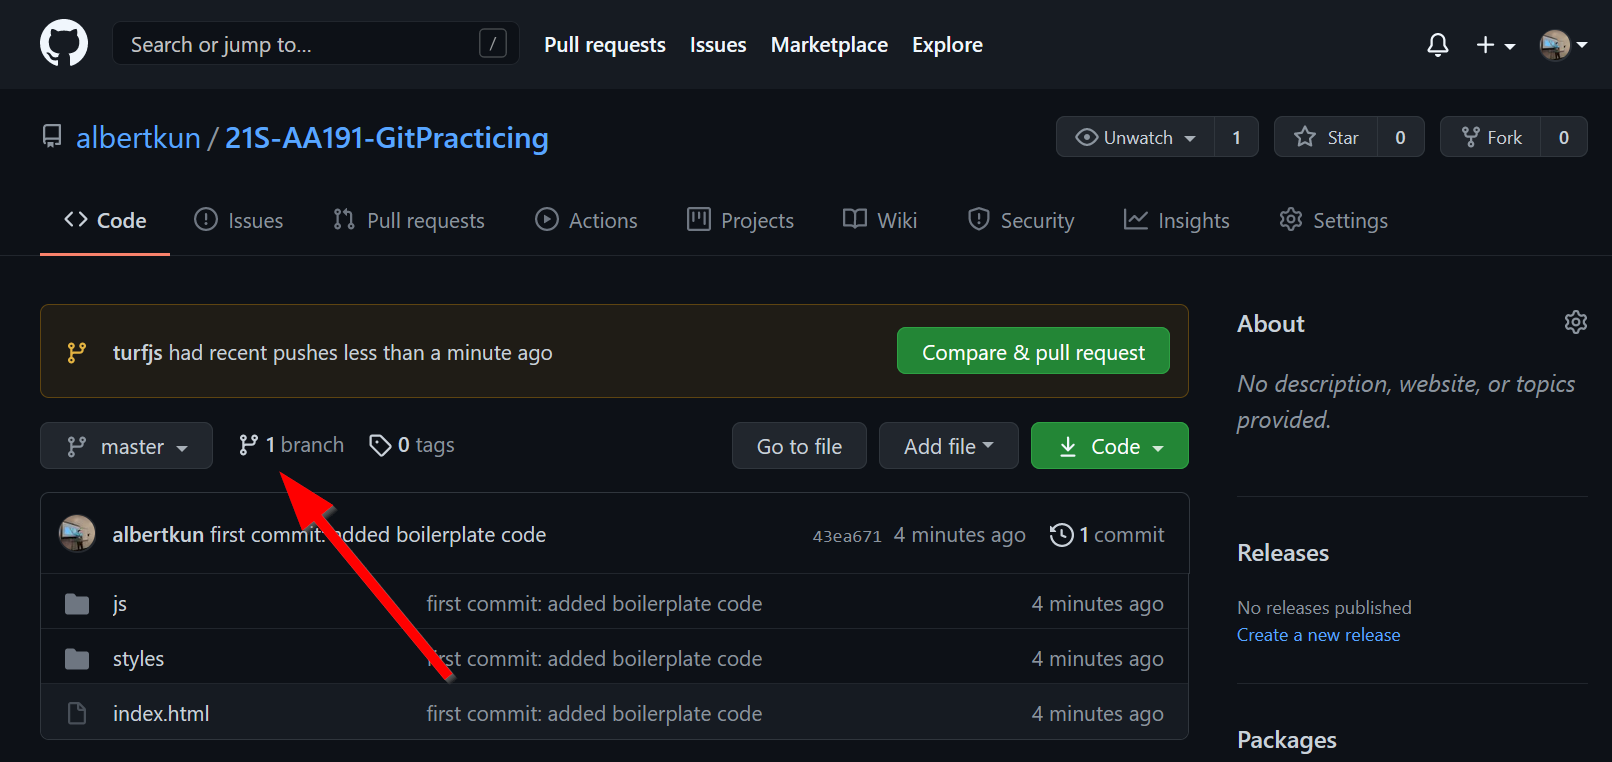 Search or jump to... /
Pull requests Issues Marketplace Explore
albertkun / 21S-AA191-GitPracticing
Unwatch 1 Star 0 Fork 0
Code Issues Pull requests Actions Projects Wiki Security Insights Settings
turfjs had recent pushes less than a minute ago Compare & pull request
master 1 branch 0 tags Go to file Add file Code
albertkun first commit: added boilerplate code 43ea671 4 minutes ago 1 commit
js first commit: added boilerplate code 4 minutes ago
styles first commit: added boilerplate code 4 minutes ago
index.html first commit: added boilerplate code 4 minutes ago
About
No description, website, or topics
provided.
Releases
No releases published
Create a new release
Packages